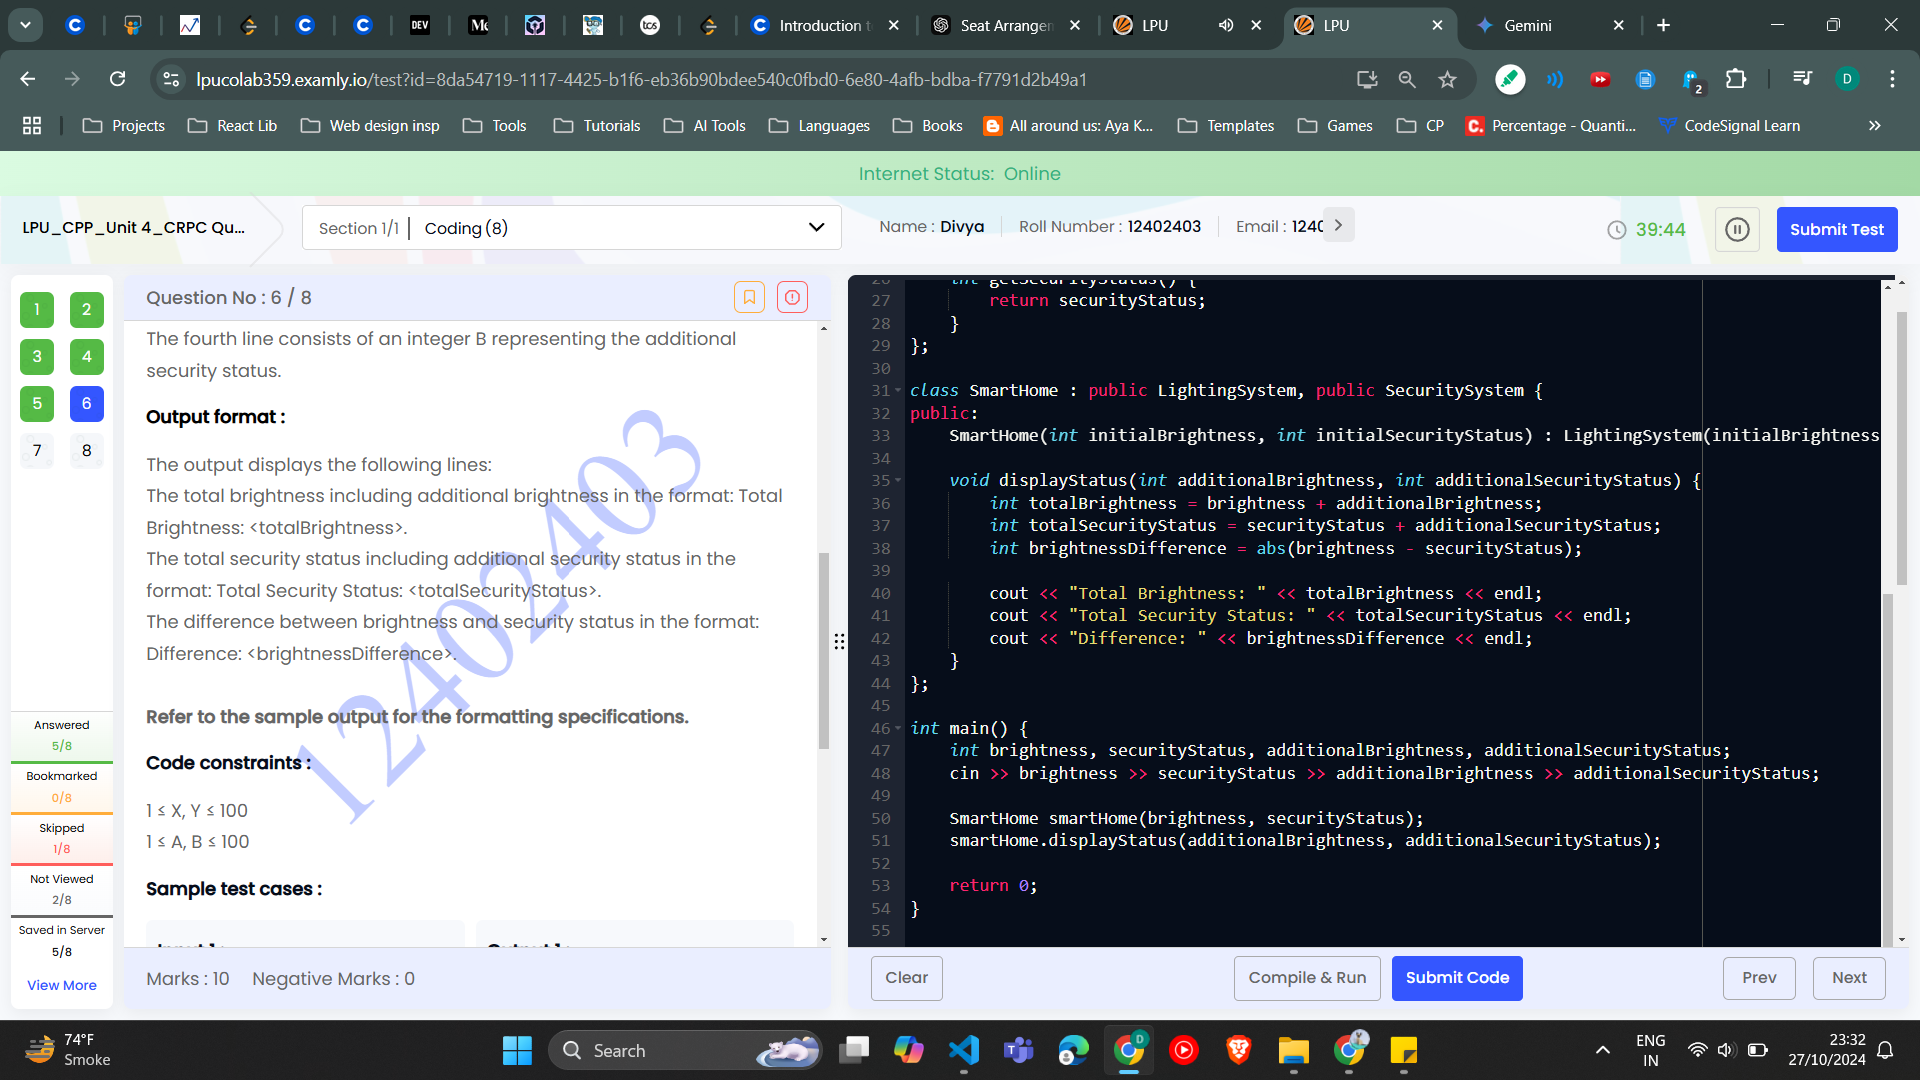 DEV
tcs
Introduction t
Seat Arranger
LPU
LPU
Gemini
lpucolab359.examly.io/test?id=8da54719-1117-4425-b1f6-eb36b90bdee540c0fbd0-6e80-4afb-bdba-f7791d2b49a1
2
D
Projects
React Lib
Web design insp
Tools
Tutorials
AI Tools
Languages
Books
All around us: Aya K...
Templates
Games
CP
Percentage - Quanti...
CodeSignal Learn
Internet Status: Online
LPU_CPP_Unit 4_CRPC Qu...
Section 1/1 | Coding (8)
Name : Divya
Roll Number : 12402403
Email : 1240
39:44
Submit Test
1 2
3 4
5 6
7 8
Answered
5/8
Bookmarked
0/8
Skipped
1/8
Not Viewed
2/8
Saved in Server
5/8
View More
Question No : 6 / 8
The fourth line consists of an integer B representing the additional
security status.
Output format :
The output displays the following lines:
The total brightness including additional brightness in the format: Total
Brightness: <totalBrightness>.
The total security status including additional security status in the
format: Total Security Status: <totalSecurityStatus>.
The difference between brightness and security status in the format:
Difference: <brightnessDifference>.
Refer to the sample output for the formatting specifications.
Code constraints :
1 ≤ X, Y ≤ 100
1 ≤ A, B ≤ 100
Sample test cases :
Input 1 :
Output 1 :
12402403
Marks : 10
Negative Marks : 0
26 int getSecurityStatus() {
27 return securityStatus;
28 }
29 };
30
31 class SmartHome : public LightingSystem, public SecuritySystem {
32 public:
33 SmartHome(int initialBrightness, int initialSecurityStatus) : LightingSystem(initialBrightness
34
35 void displayStatus(int additionalBrightness, int additionalSecurityStatus) {
36 int totalBrightness = brightness + additionalBrightness;
37 int totalSecurityStatus = securityStatus + additionalSecurityStatus;
38 int brightnessDifference = abs(brightness - securityStatus);
39
40 cout << "Total Brightness: " << totalBrightness << endl;
41 cout << "Total Security Status: " << totalSecurityStatus << endl;
42 cout << "Difference: " << brightnessDifference << endl;
43 }
44 };
45
46 int main() {
47 int brightness, securityStatus, additionalBrightness, additionalSecurityStatus;
48 cin >> brightness >> securityStatus >> additionalBrightness >> additionalSecurityStatus;
49
50 SmartHome smartHome(brightness, securityStatus);
51 smartHome.displayStatus(additionalBrightness, additionalSecurityStatus);
52
53 return 0;
54 }
55
Clear
Compile & Run
Submit Code
Prev
Next
74°F
Smoke
Search
ENG
IN
23:32
27/10/2024